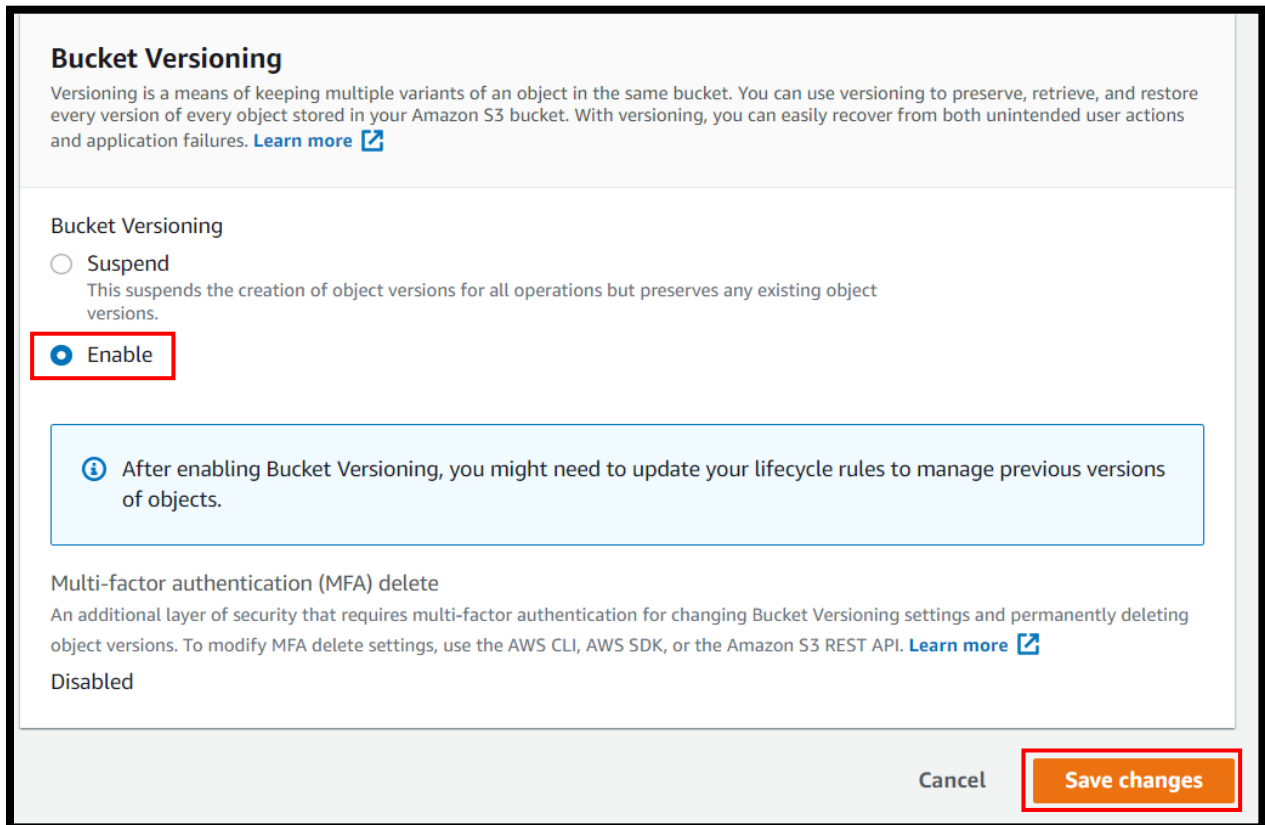 Bucket Versioning
Versioning is a means of keeping multiple variants of an object in the same bucket. You can use versioning to preserve, retrieve, and restore
every version of every object stored in your Amazon S3 bucket. With versioning, you can easily recover from both unintended user actions
and application failures. Learn more
Bucket Versioning
Suspend
This suspends the creation of object versions for all operations but preserves any existing object
versions.
Enable
After enabling Bucket Versioning, you might need to update your lifecycle rules to manage previous versions
of objects.
Multi-factor authentication (MFA) delete
An additional layer of security that requires multi-factor authentication for changing Bucket Versioning settings and permanently deleting
object versions. To modify MFA delete settings, use the AWS CLI, AWS SDK, or the Amazon S3 REST API. Learn more
Disabled
Cancel Save changes